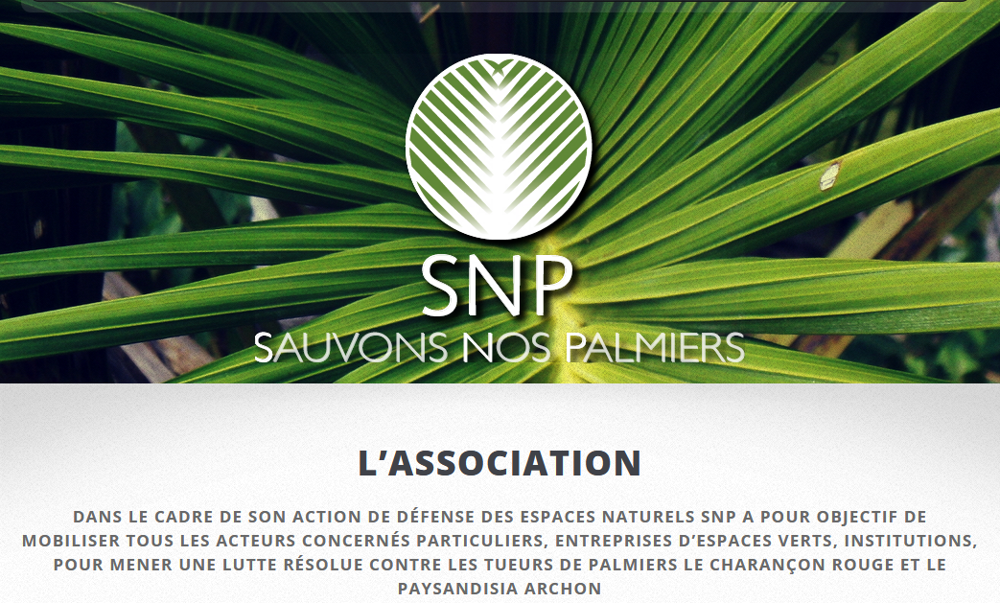 SNP
SAUVONS NOS PALMIERS
L’ASSOCIATION
DANS LE CADRE DE SON ACTION DE DÉFENSE DES ESPACES NATURELS SNP A POUR OBJECTIF DE
MOBILISER TOUS LES ACTEURS CONCERNÉS PARTICULIERS, ENTREPRISES D’ESPACES VERTS, INSTITUTIONS,
POUR MENER UNE LUTTE RÉSOLUE CONTRE LES TUEURS DE PALMIERS LE CHARANÇON ROUGE ET LE
PAYSANDISIA ARCHON